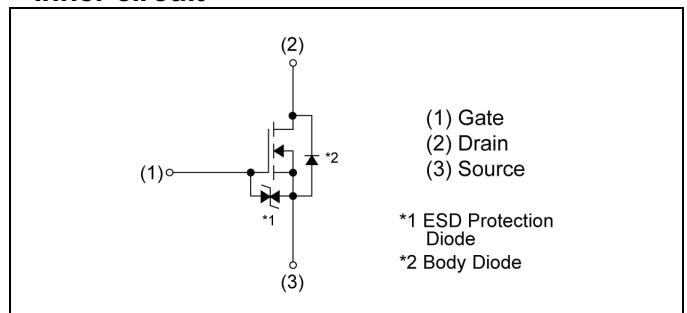 (2)
(1)
*2
*1
(3)
(1) Gate
(2) Drain
(3) Source
*1 ESD Protection
Diode
*2 Body Diode